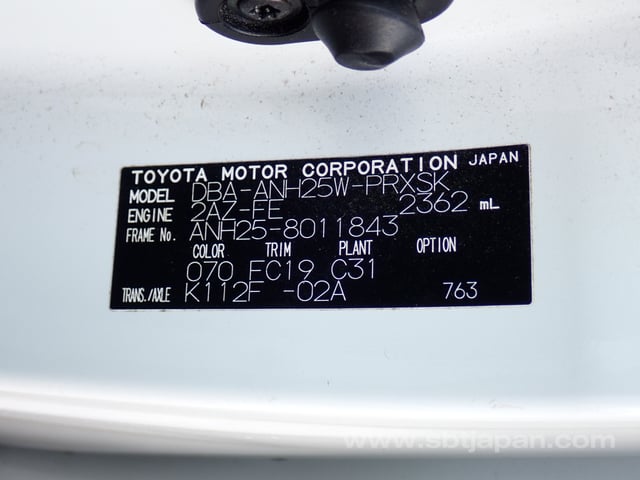 TOYOTA MOTOR CORPORATION JAPAN
MODEL DBA-ANH25W-PRXSK
ENGINE 2AZ-FE 2362 mL
FRAME No. ANH25-8011843
COLOR TRIM PLANT OPTION
070 FC19 C31
TRANS./AXLE K112F -02A 763
www.sbtjapan.com